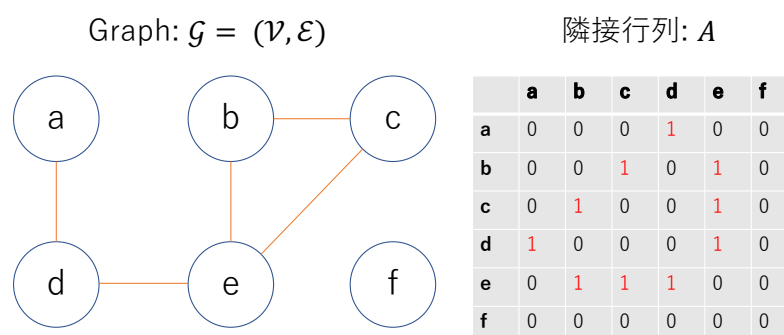 Graph: 𝒢 = (𝒱, ℰ)
隣接行列: A
a
b
c
d
e
f
a b c d e f
a 0 0 0 1 0 0
b 0 0 1 0 1 0
c 0 1 0 0 1 0
d 1 0 0 0 1 0
e 0 1 1 1 0 0
f 0 0 0 0 0 0